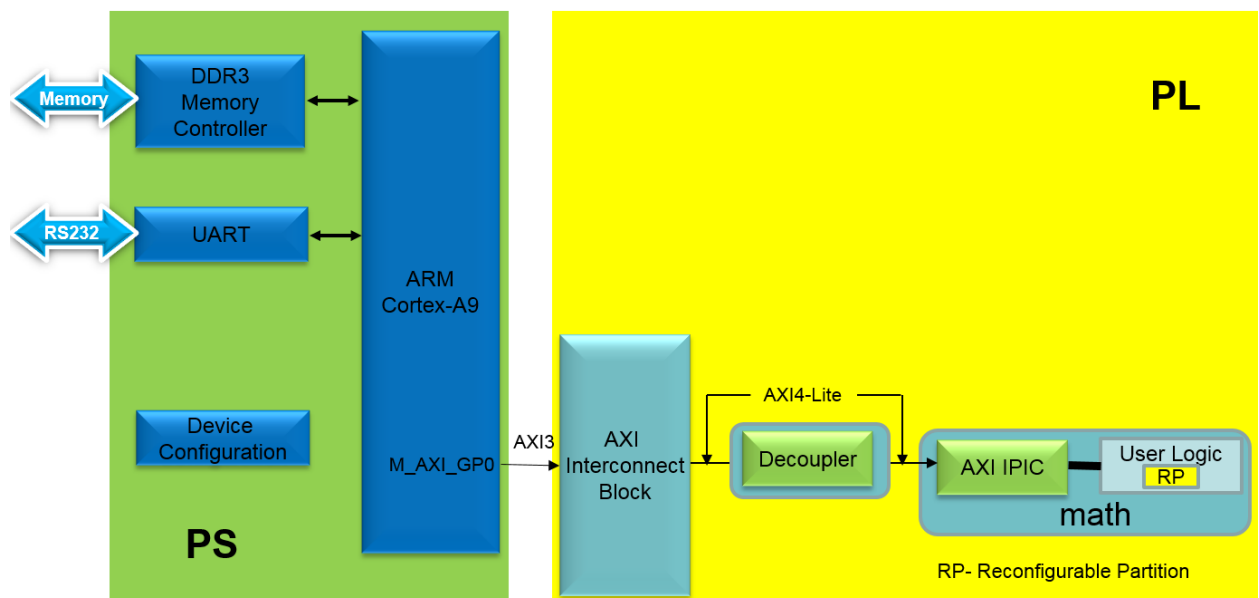 Memory
DDR3
Memory
Controller
RS232
UART
ARM
Cortex-A9
Device
Configuration
M_AXI_GP0
PS
PL
AXI3
AXI
Interconnect
Block
AXI4-Lite
Decoupler
AXI IPIC
User Logic
RP
math
RP- Reconfigurable Partition